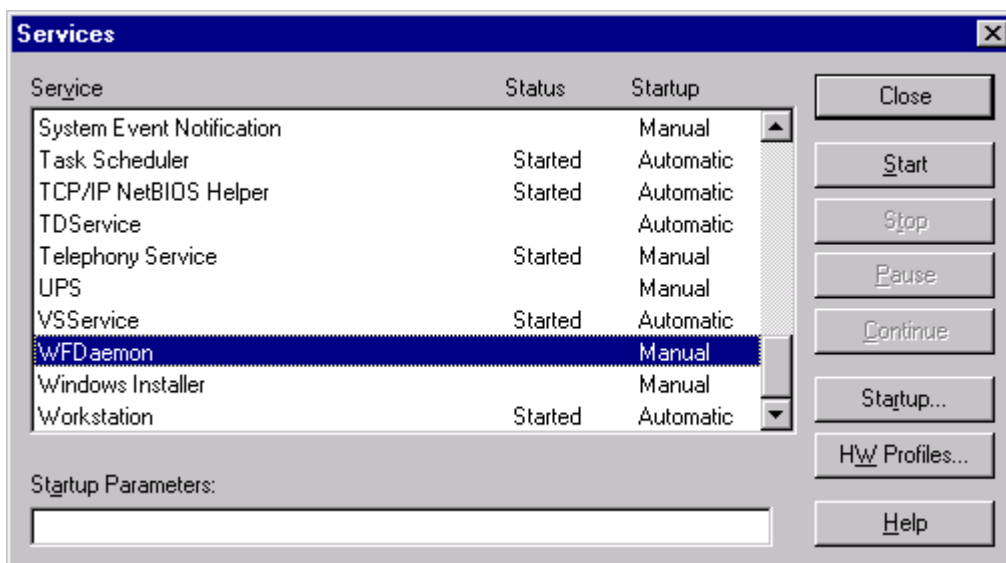 Services
Service Status Startup
System Event Notification Manual
Task Scheduler Started Automatic
TCP/IP NetBIOS Helper Started Automatic
TDService Automatic
Telephony Service Started Manual
UPS Manual
VSService Started Automatic
WFDaemon Manual
Windows Installer Manual
Workstation Started Automatic
Startup Parameters:
Close
Start
Stop
Pause
Continue
Startup...
HW Profiles...
Help